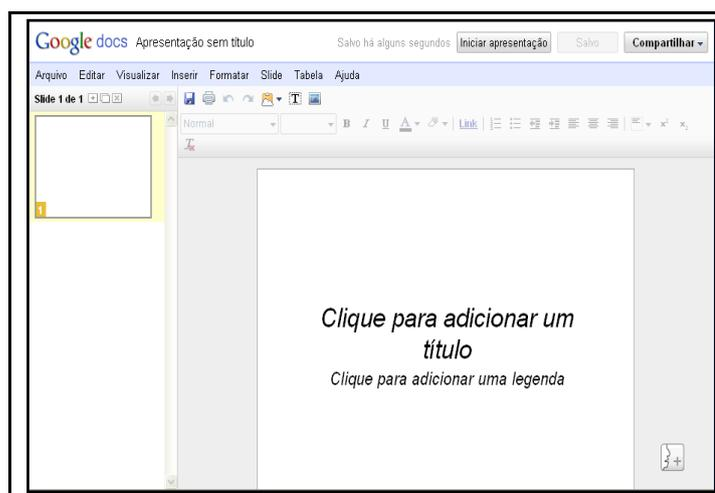 Google docs Apresentação sem título Salvo há alguns segundos Iniciar apresentação Salvo Compartilhar
Arquivo Editar Visualizar Inserir Formatar Slide Tabela Ajuda
Slide 1 de 1
Normal B I U A Link x² x₂
T
1
Clique para adicionar um
título
Clique para adicionar uma legenda